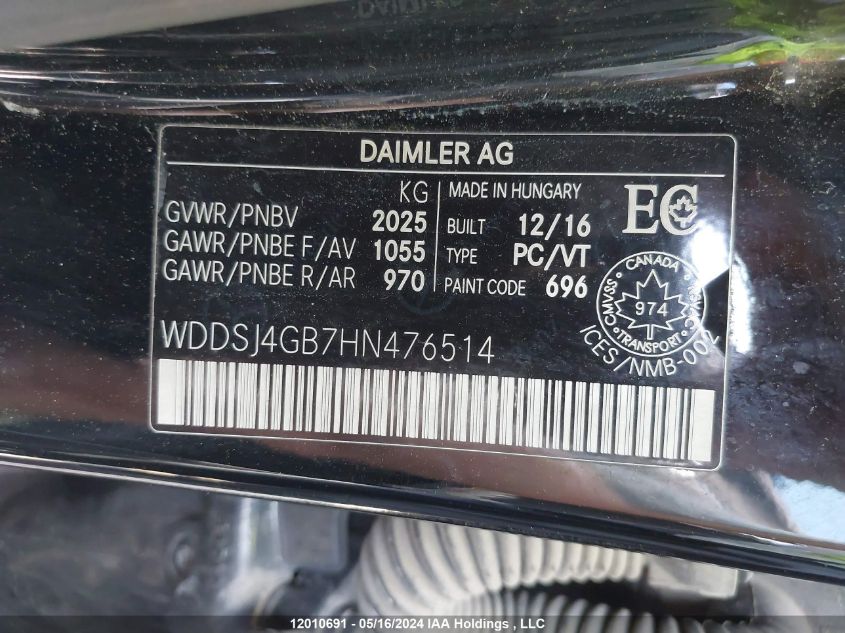 DAIMLER AG
KG
GVWR/PNBV 2025
GAWR/PNBE F/AV 1055
GAWR/PNBE R/AR 970
MADE IN HUNGARY
BUILT 12/16
TYPE PC/VT
PAINT CODE 696
EC
CANADA
974
TRANSPORT
CMVSS NSVAC
ICES/NMB-002
WDDSJ4GB7HN476514
12010691 - 05/16/2024 IAA Holdings , LLC